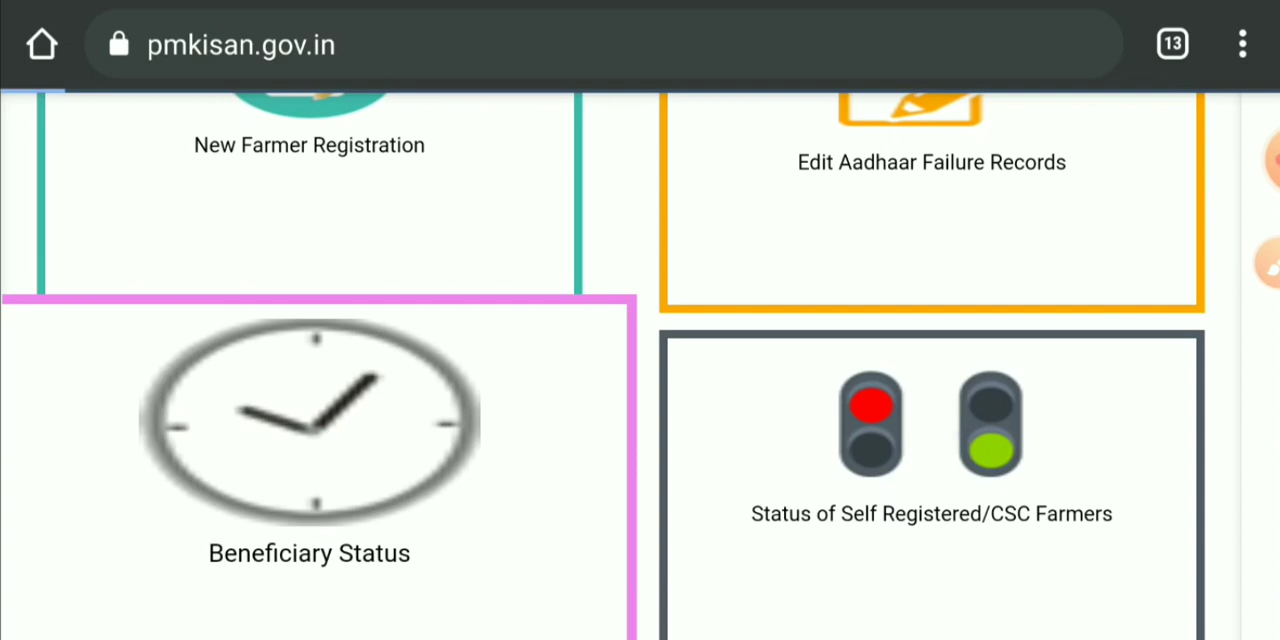 pmkisan.gov.in
13
New Farmer Registration
Edit Aadhaar Failure Records
Beneficiary Status
Status of Self Registered/CSC Farmers